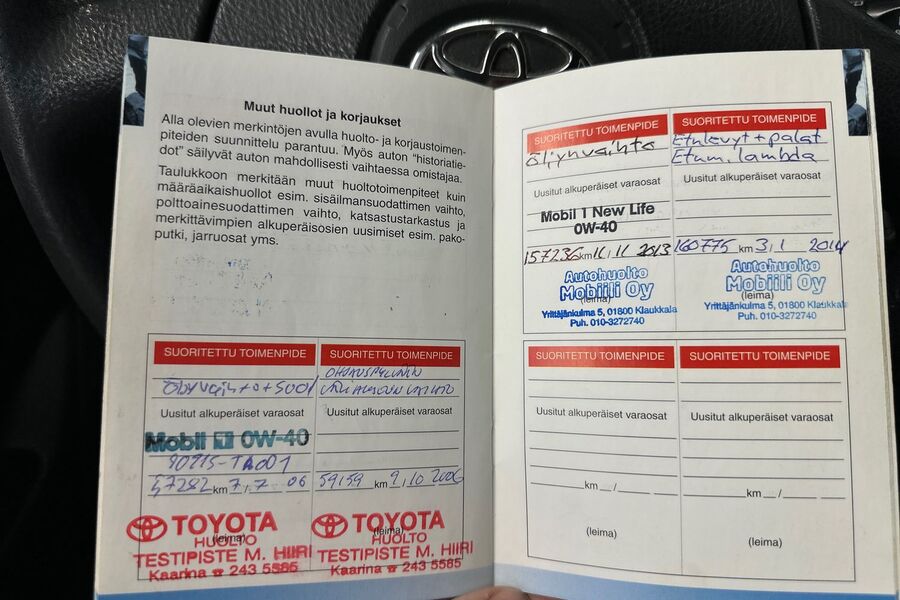 Muut huollot ja korjaukset
Alla olevien merkintöjen avulla huolto- ja korjaustoimen-
piteiden suunnittelu parantuu. Myös auton "historiatie-
dot" säilyvät auton mahdollisesti vaihtaessa omistajaa.
Taulukkoon merkitään muut huoltotoimenpiteet kuin
määräaikaishuollot esim. sisäilmansuodattimen vaihto,
polttoainesuodattimen vaihto, katsastustarkastus ja
merkittävimpien alkuperäisosien uusimiset esim. pako-
putki, jarruosat yms.
SUORITETTU TOIMENPIDE
Uusitut alkuperäiset varaosat
Mobil 1 0W-40
90915-TA001
57282 km 7/7 06
(leima)
TOYOTA
HUOLTO
TESTIPISTE M. HIIRI
Kaarina ☎ 243 5585
SUORITETTU TOIMENPIDE
Uusitut alkuperäiset varaosat
59159 km 9,10 2006
(leima)
TOYOTA
HUOLTO
TESTIPISTE M. HIIRI
Kaarina ☎ 243 5585
SUORITETTU TOIMENPIDE
öljynvaihto
Uusitut alkuperäiset varaosat
Mobil 1 New Life
0W-40
157236 km 11/11 2013
Autohuolto
Mobiili Oy
(leima)
Yrittäjänkulma 5, 01800 Klaukkala
Puh. 010-3272740
SUORITETTU TOIMENPIDE
Etulevyt + palat
Etum. lambda
Uusitut alkuperäiset varaosat
160775 km 3/1 2014
Autohuolto
Mobiili Oy
(leima)
Yrittäjänkulma 5, 01800 Klaukkala
Puh. 010-3272740
SUORITETTU TOIMENPIDE
Uusitut alkuperäiset varaosat
km / 
(leima)
SUORITETTU TOIMENPIDE
Uusitut alkuperäiset varaosat
km / 
(leima)